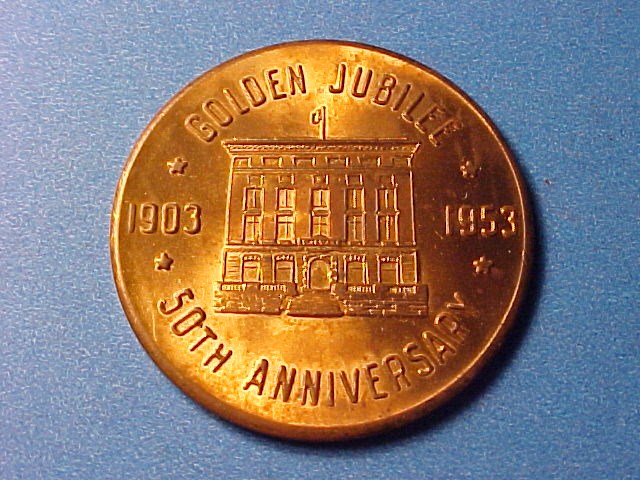 GOLDEN JUBILEE
1903 1953
50TH ANNIVERSARY